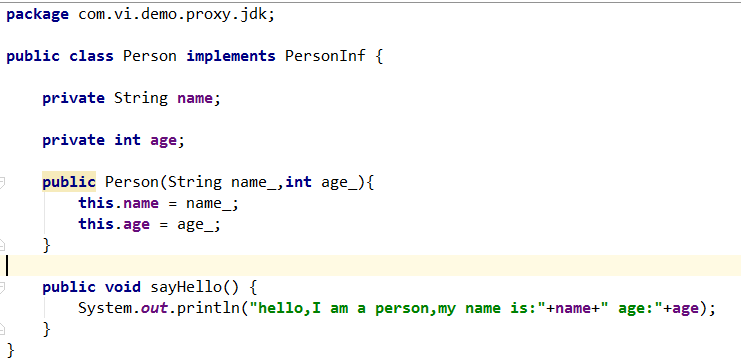 package com.vi.demo.proxy.jdk;
public class Person implements PersonInf {
private String name;
private int age;
public Person(String name_,int age_){
this.name = name_;
this.age = age_;
}
public void sayHello() {
System.out.println("hello,I am a person,my name is:"+name+" age:"+age);
}
}